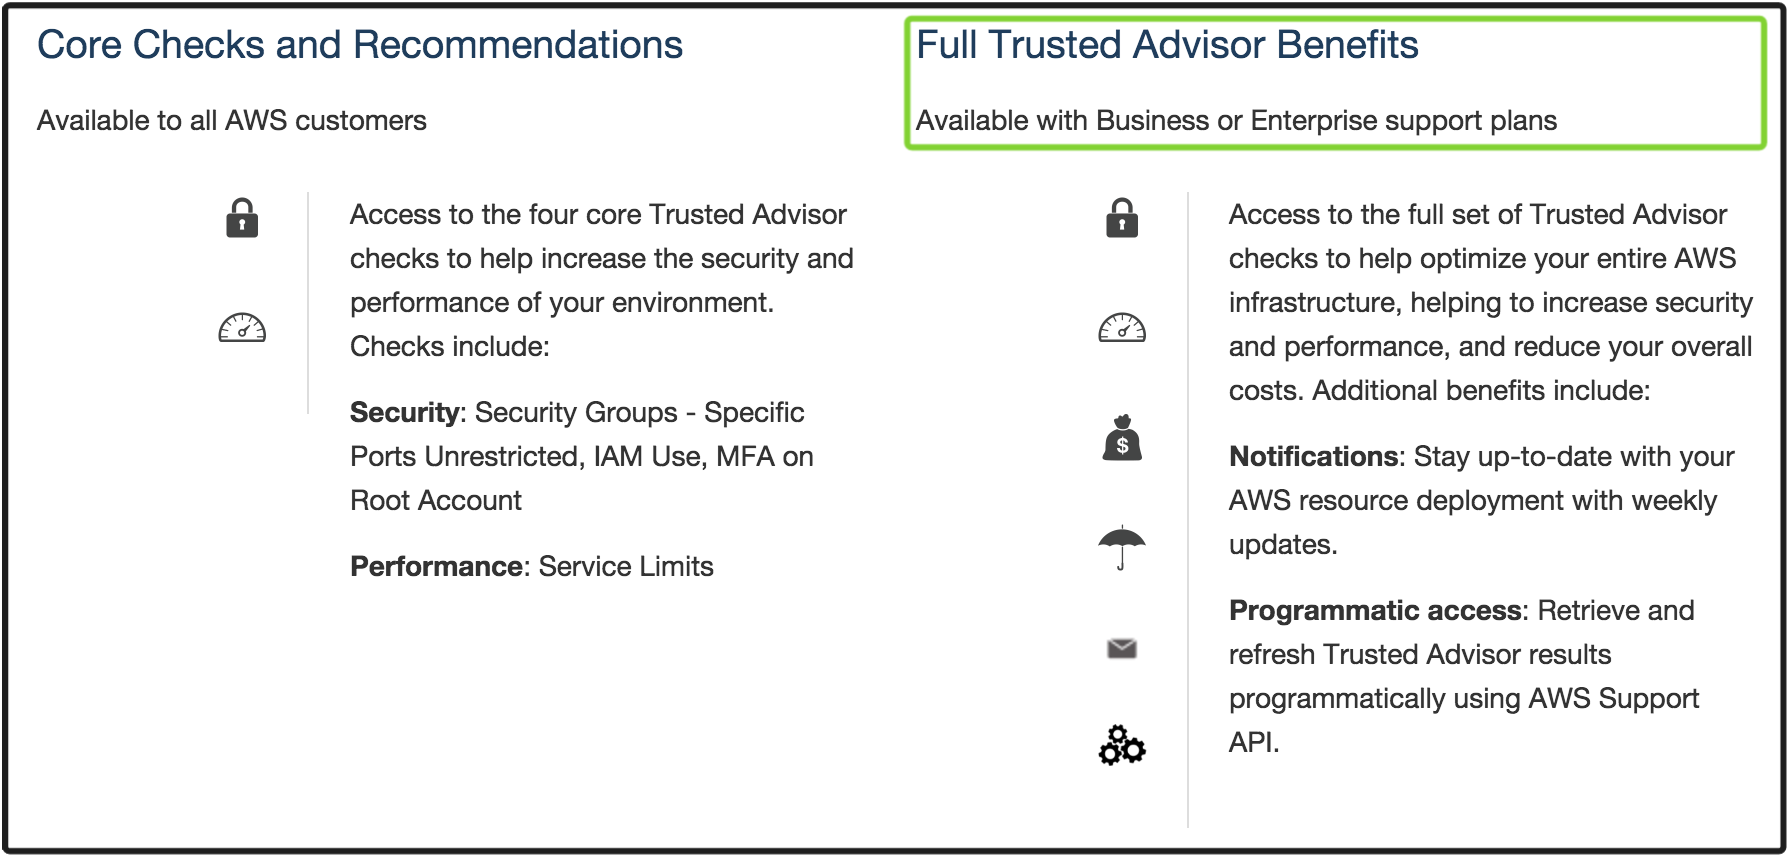 Core Checks and Recommendations
Available to all AWS customers
Access to the four core Trusted Advisor
checks to help increase the security and
performance of your environment.
Checks include:
Security: Security Groups - Specific
Ports Unrestricted, IAM Use, MFA on
Root Account
Performance: Service Limits
Full Trusted Advisor Benefits
Available with Business or Enterprise support plans
$
Access to the full set of Trusted Advisor
checks to help optimize your entire AWS
infrastructure, helping to increase security
and performance, and reduce your overall
costs. Additional benefits include:
Notifications: Stay up-to-date with your
AWS resource deployment with weekly
updates.
Programmatic access: Retrieve and
refresh Trusted Advisor results
programmatically using AWS Support
API.